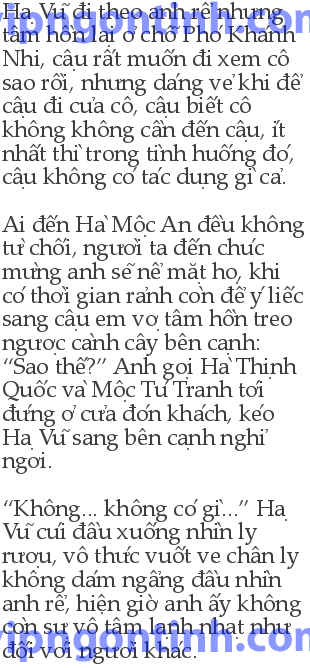 Hạ Vũ đi theo anh rể nhưng
tâm hồn lại ở chỗ Phó Khánh
Nhi, cậu rất muốn đi xem cô
sao rồi, nhưng dáng vẻ khi để
cậu đi của cô, cậu biết cô
không không cần đến cậu, ít
nhất thì trong tình huống đó,
cậu không có tác dụng gì cả.
Ai đến Hà Mộc An đều không
từ chối, người ta đến chúc
mừng anh sẽ nể mặt họ, khi
có thời gian rảnh còn để ý liếc
sang cậu em vợ tâm hồn treo
ngược cành cây bên cạnh:
“Sao thế?” Anh gọi Hà Thịnh
Quốc và Mộc Tú Tranh tới
đứng ở cửa đón khách, kéo
Hạ Vũ sang bên cạnh nghỉ
ngơi.
“Không... không có gì...” Hạ
Vũ cúi đầu xuống nhìn ly
rượu, vô thức vuốt ve chân ly
không dám ngẩng đầu nhìn
anh rể, hiện giờ anh ấy không
còn sự vô tâm lạnh nhạt như
đối với người khác.
vipngontinh.com
vipngontinh.com